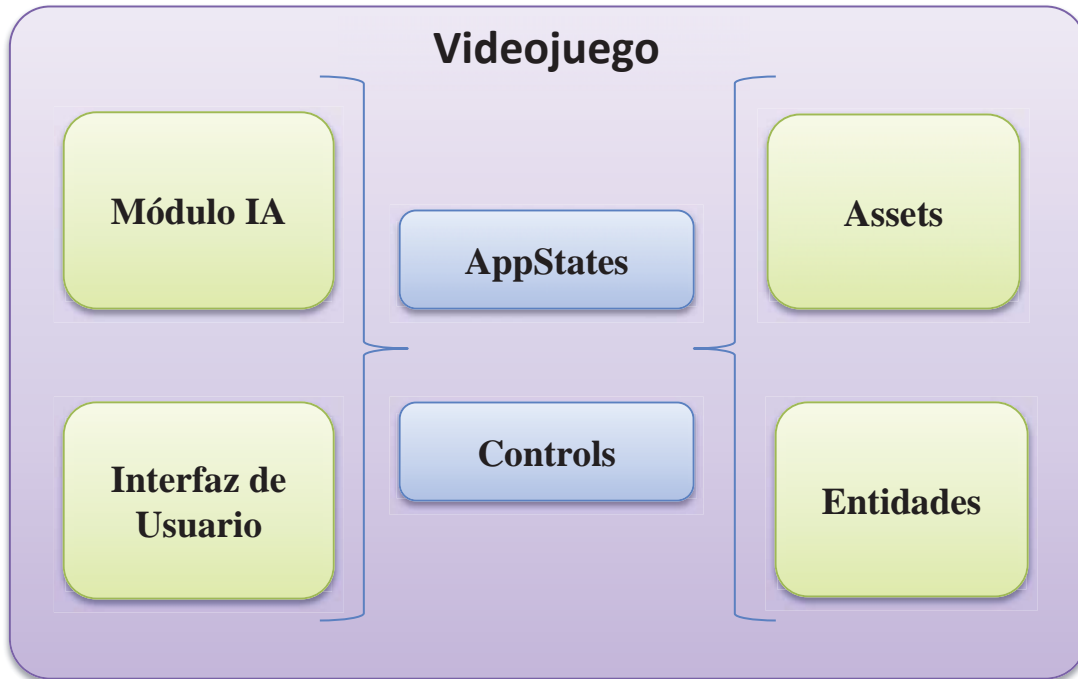 Videojuego
Módulo IA
AppStates
Assets
Interfaz de
Usuario
Controls
Entidades